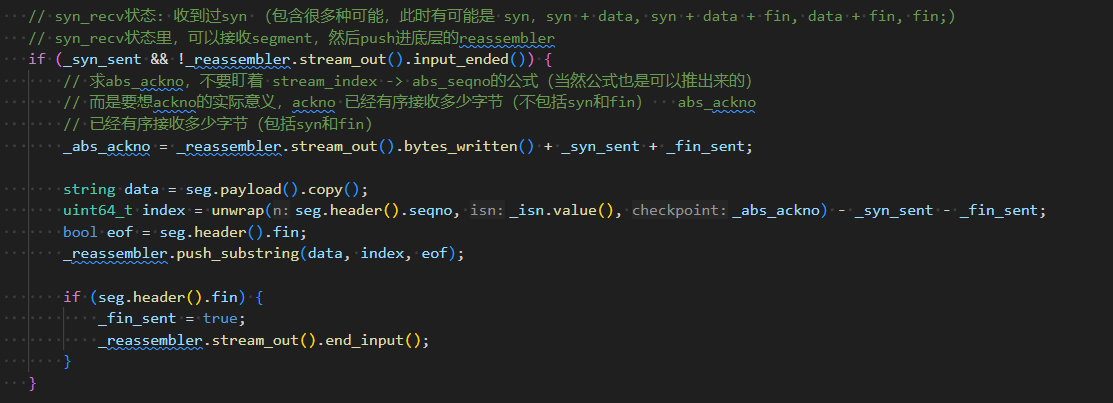 // syn_recv状态: 收到过syn (包含很多种可能, 此时有可能是 syn, syn + data, syn + data + fin, data + fin, fin;)
// syn_recv状态里, 可以接收segment, 然后push进底层的reassembler
if (_syn_sent && !_reassembler.stream_out().input_ended()) {
// 求abs_ackno, 不要盯着 stream_index -> abs_seqno的公式 (当然公式也是可以推出来的)
// 而是要想ackno的实际意义, ackno 已经有序接收多少字节 (不包括syn和fin)   abs_ackno
// 已经有序接收多少字节 (包括syn和fin)
_abs_ackno = _reassembler.stream_out().bytes_written() + _syn_sent + _fin_sent;
string data = seg.payload().copy();
uint64_t index = unwrap(n: seg.header().seqno, isn: _isn.value(), checkpoint: _abs_ackno) - _syn_sent - _fin_sent;
bool eof = seg.header().fin;
_reassembler.push_substring(data, index, eof);
if (seg.header().fin) {
_fin_sent = true;
_reassembler.stream_out().end_input();
}
}